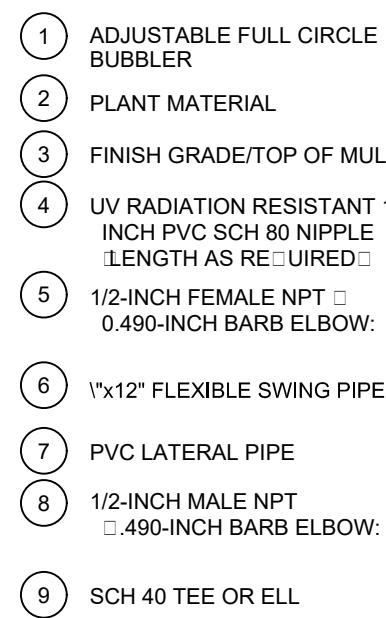 1 ADJUSTABLE FULL CIRCLE
BUBBLER
2 PLANT MATERIAL
3 FINISH GRADE/TOP OF MUL
4 UV RADIATION RESISTANT 1
INCH PVC SCH 80 NIPPLE
□LENGTH AS RE□UIRED□
5 1/2-INCH FEMALE NPT □
0.490-INCH BARB ELBOW:
6 \"x12" FLEXIBLE SWING PIPE
7 PVC LATERAL PIPE
8 1/2-INCH MALE NPT
□.490-INCH BARB ELBOW:
9 SCH 40 TEE OR ELL